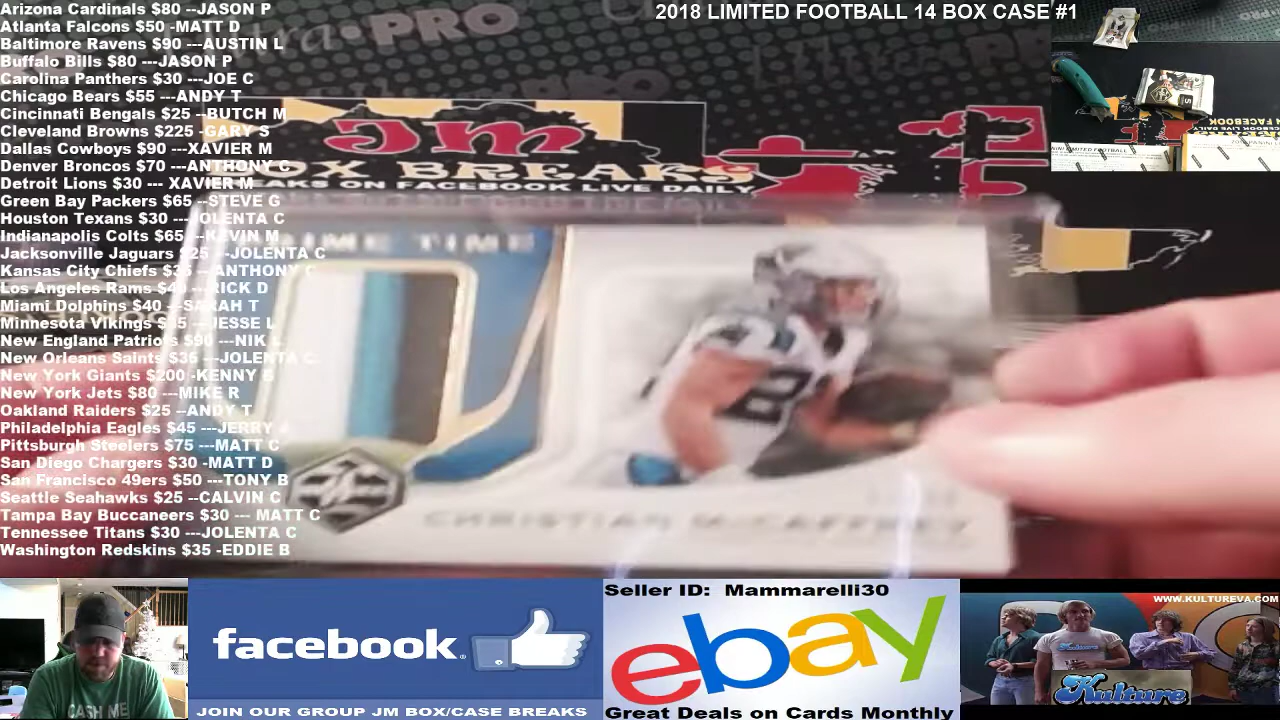 Arizona Cardinals $80 --JASON P
Atlanta Falcons $50 -MATT D
Baltimore Ravens $90 ---AUSTIN L
Buffalo Bills $80 ---JASON P
Carolina Panthers $30 ---JOE C
Chicago Bears $55 ---ANDY T
Cincinnati Bengals $25 --BUTCH M
Cleveland Browns $225 -GARY S
Dallas Cowboys $90 ---XAVIER M
Denver Broncos $70 ---ANTHONY C
Detroit Lions $30 --- XAVIER M
Green Bay Packers $65 --STEVE G
Houston Texans $30 ---JOLENTA C
Indianapolis Colts $65 --KEVIN M
Jacksonville Jaguars $25 --JOLENTA C
Kansas City Chiefs $35 --ANTHONY C
Los Angeles Rams $40 --RICK D
Miami Dolphins $40 ---SARAH T
Minnesota Vikings ---JESSE L
New England Patriots $90 ---NIK L
New Orleans Saints $35 ---JOLENTA C
New York Giants $200 -KENNY
New York Jets $80 ---MIKE R
Oakland Raiders $25 --ANDY T
Philadelphia Eagles $45 ---JERRY
Pittsburgh Steelers $75 ---MATT C
San Diego Chargers $30 -MATT D
San Francisco 49ers $50 ---TONY B
Seattle Seahawks $25 --CALVIN C
Tampa Bay Buccaneers $30 --- MATT C
Tennessee Titans $30 ---JOLENTA C
Washington Redskins $35 -EDDIE B
2018 LIMITED FOOTBALL 14 BOX CASE #1
PRO
JM
BOX BREAKS
BREAKS ON FACEBOOK LIVE DAILY
PRIME TIME
CHRISTIAN McCAFFREY
CASH ME
facebook
JOIN OUR GROUP JM BOX/CASE BREAKS
Seller ID: Mammarelli30
ebay
Great Deals on Cards Monthly
WWW.KULTUREVA.COM
Kulture